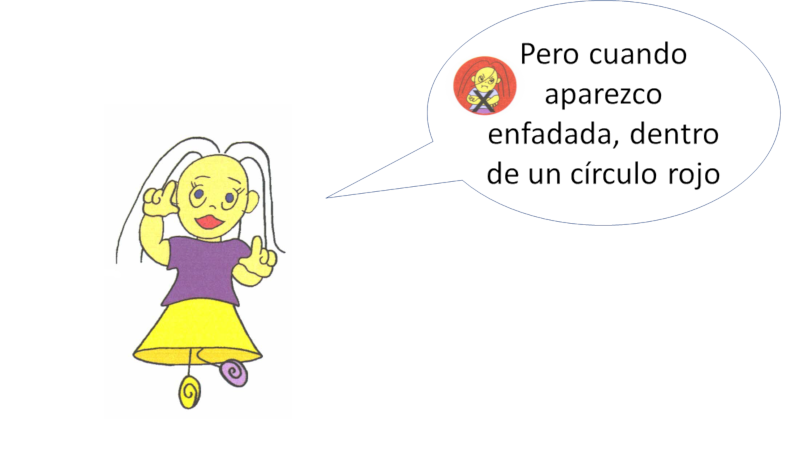 Pero cuando
aparezco
enfadada, dentro
de un círculo rojo